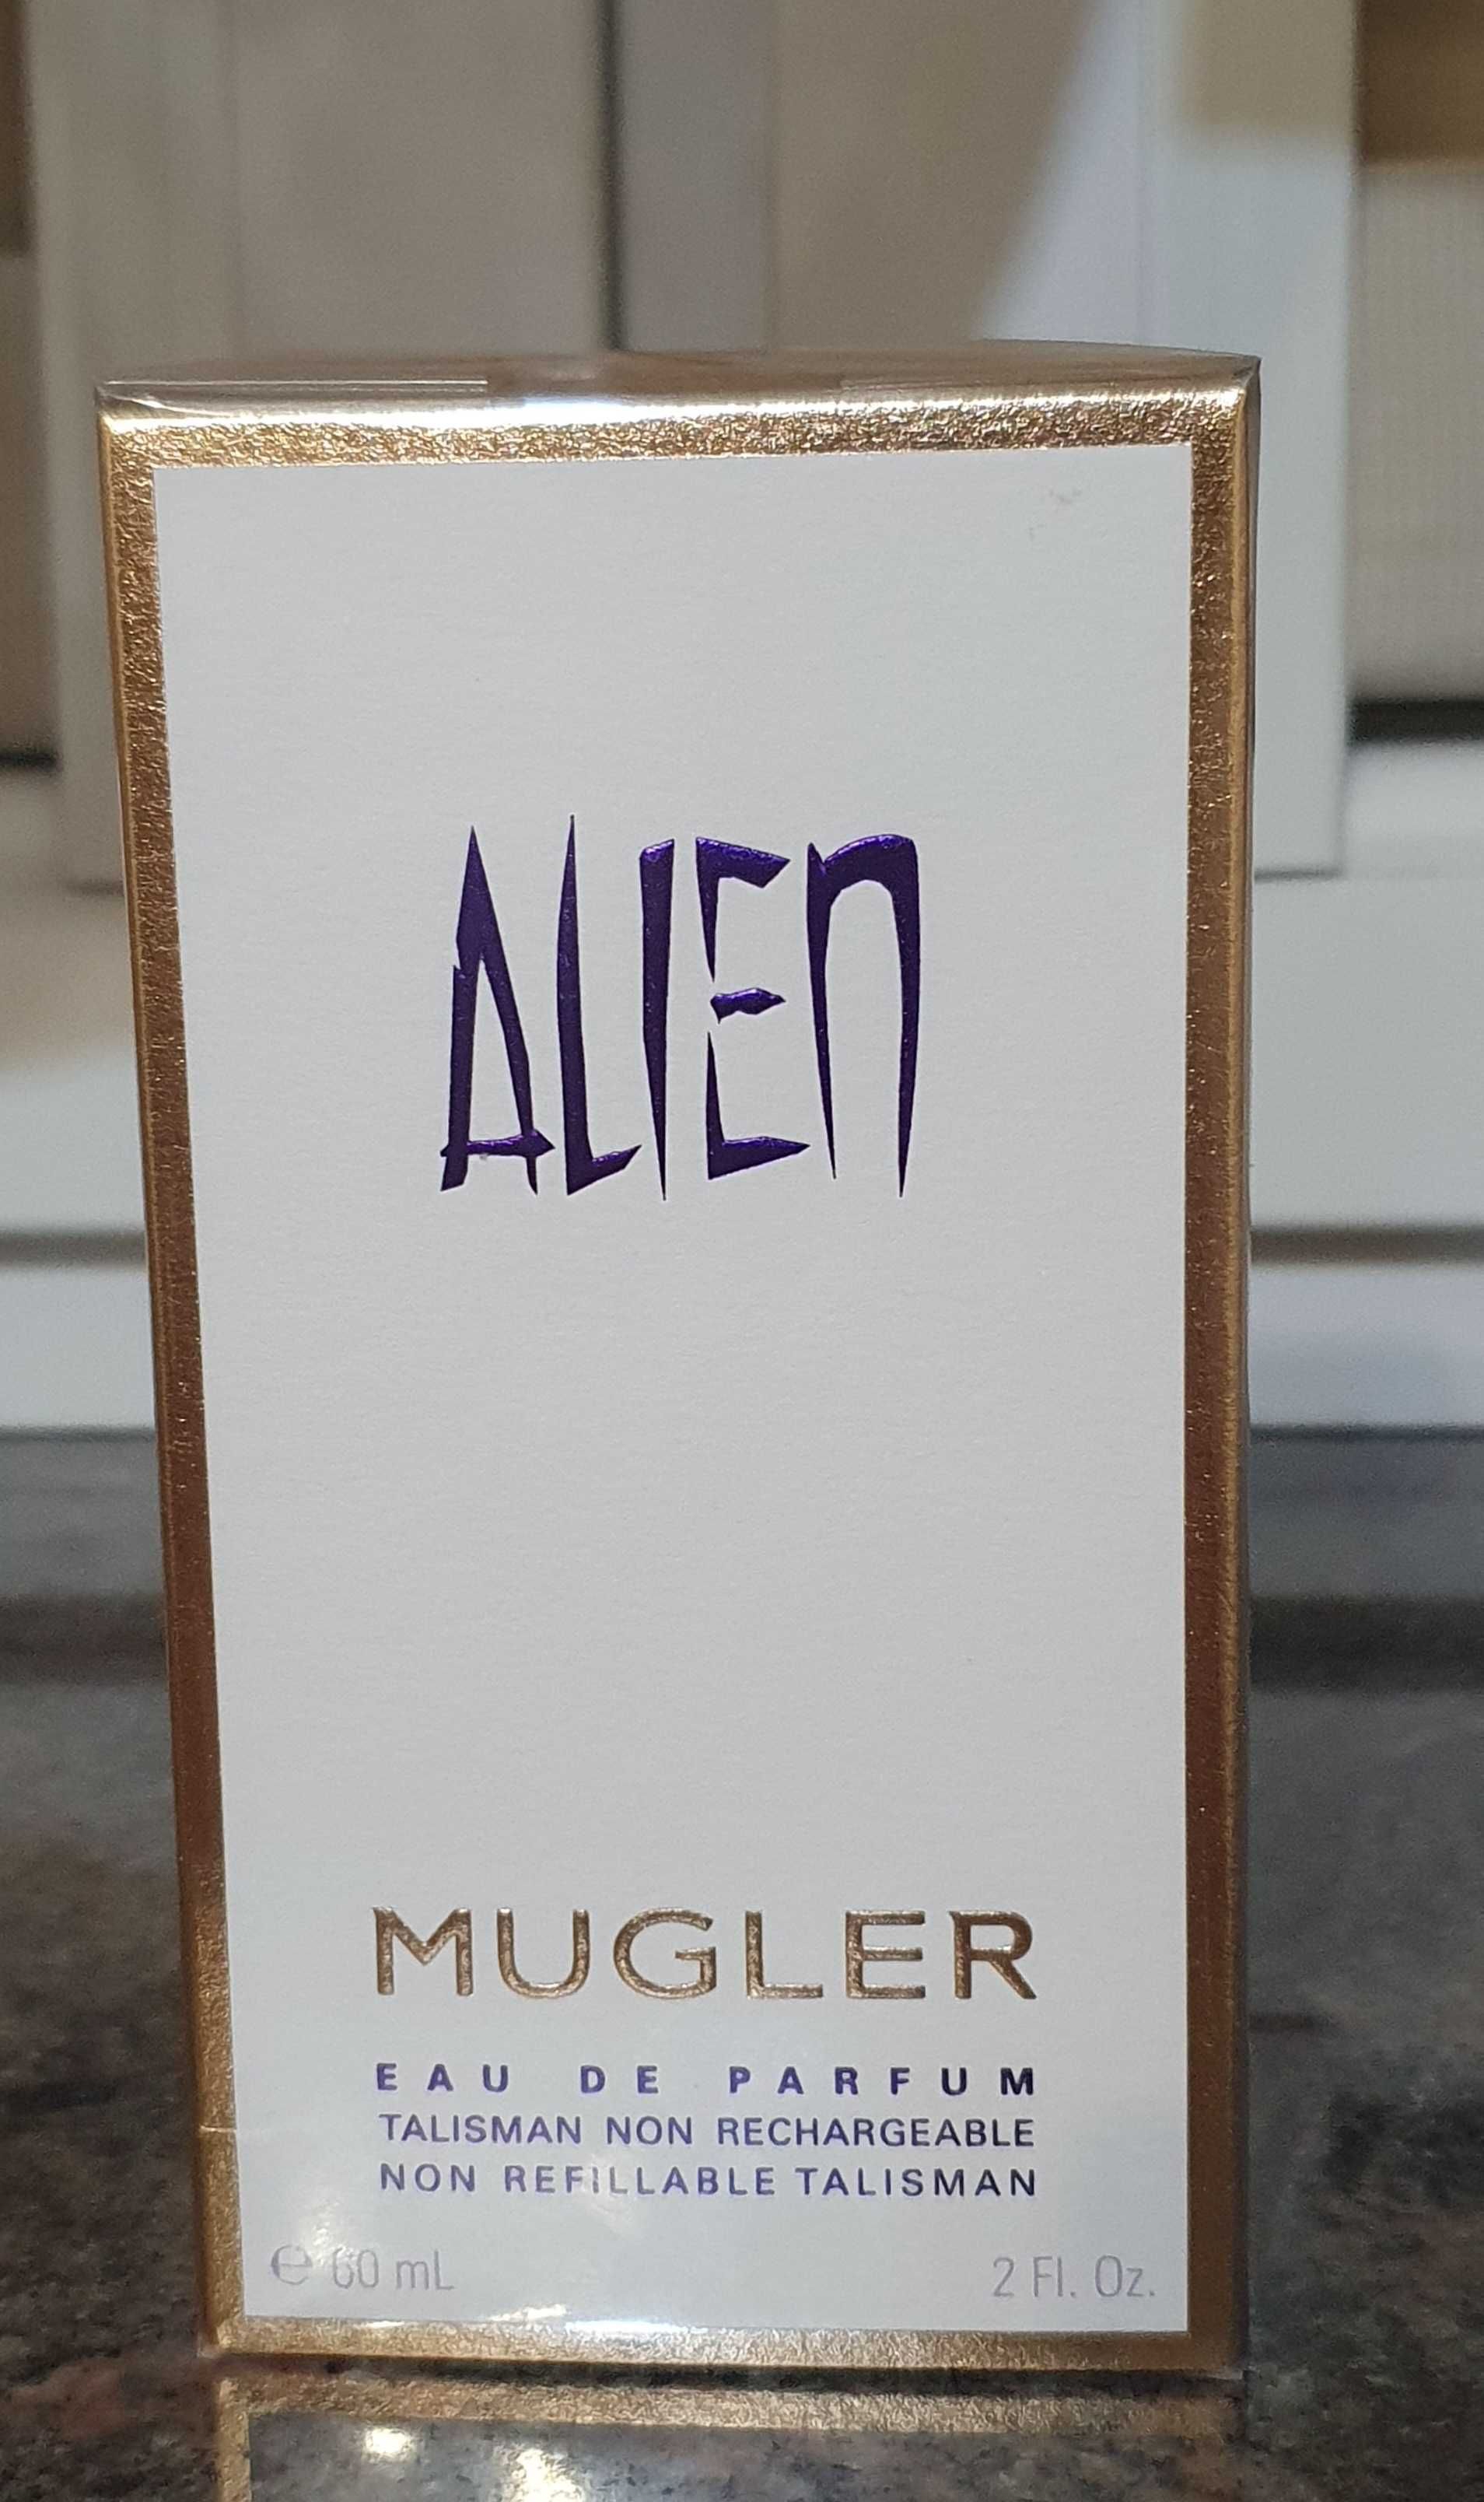 ALIEn
MUGLER
EAU DE PARFUM
TALISMAN NON RECHARGEABLE
NON REFILLABLE TALISMAN
℮ 60 mL 2 Fl. Oz.